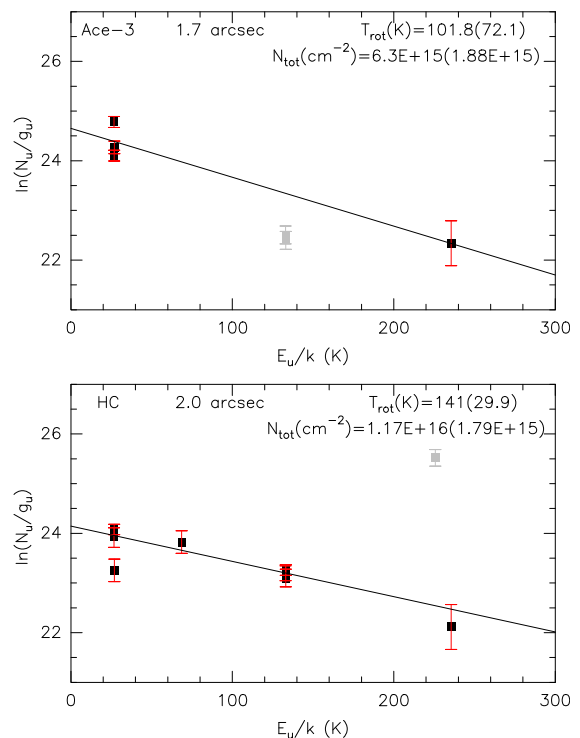 Ace−3 1.7 arcsec T_rot(K)=101.8(72.1)
N_tot(cm⁻²)=6.3E+15(1.88E+15)
26
24
22
ln(N_u/g_u)
0 100 200 300
E_u/k (K)
HC 2.0 arcsec T_rot(K)=141(29.9)
N_tot(cm⁻²)=1.17E+16(1.79E+15)
26
24
22
ln(N_u/g_u)
0 100 200 300
E_u/k (K)